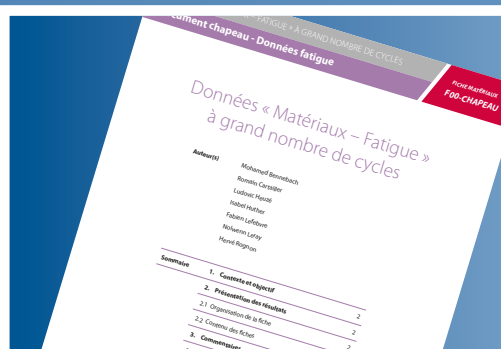 – FATIGUE » À GRAND NOMBRE DE CYCLES
cument chapeau - Données fatigue
FICHE MATÉRIAUX
F00-CHAPEAU
Données « Matériaux – Fatigue »
à grand nombre de cycles
Auteur(s)
Mohamed Bennebach
Romain Cartailler
Ludovic Heuzé
Isabel Huther
Fabien Lefebvre
Nolwenn Leray
Hervé Rognon
Sommaire
1. Contexte et objectif 2
2. Présentation des résultats 2
2.1 Organisation de la fiche 2
2.2 Contenu des fiches
3. Commentaires